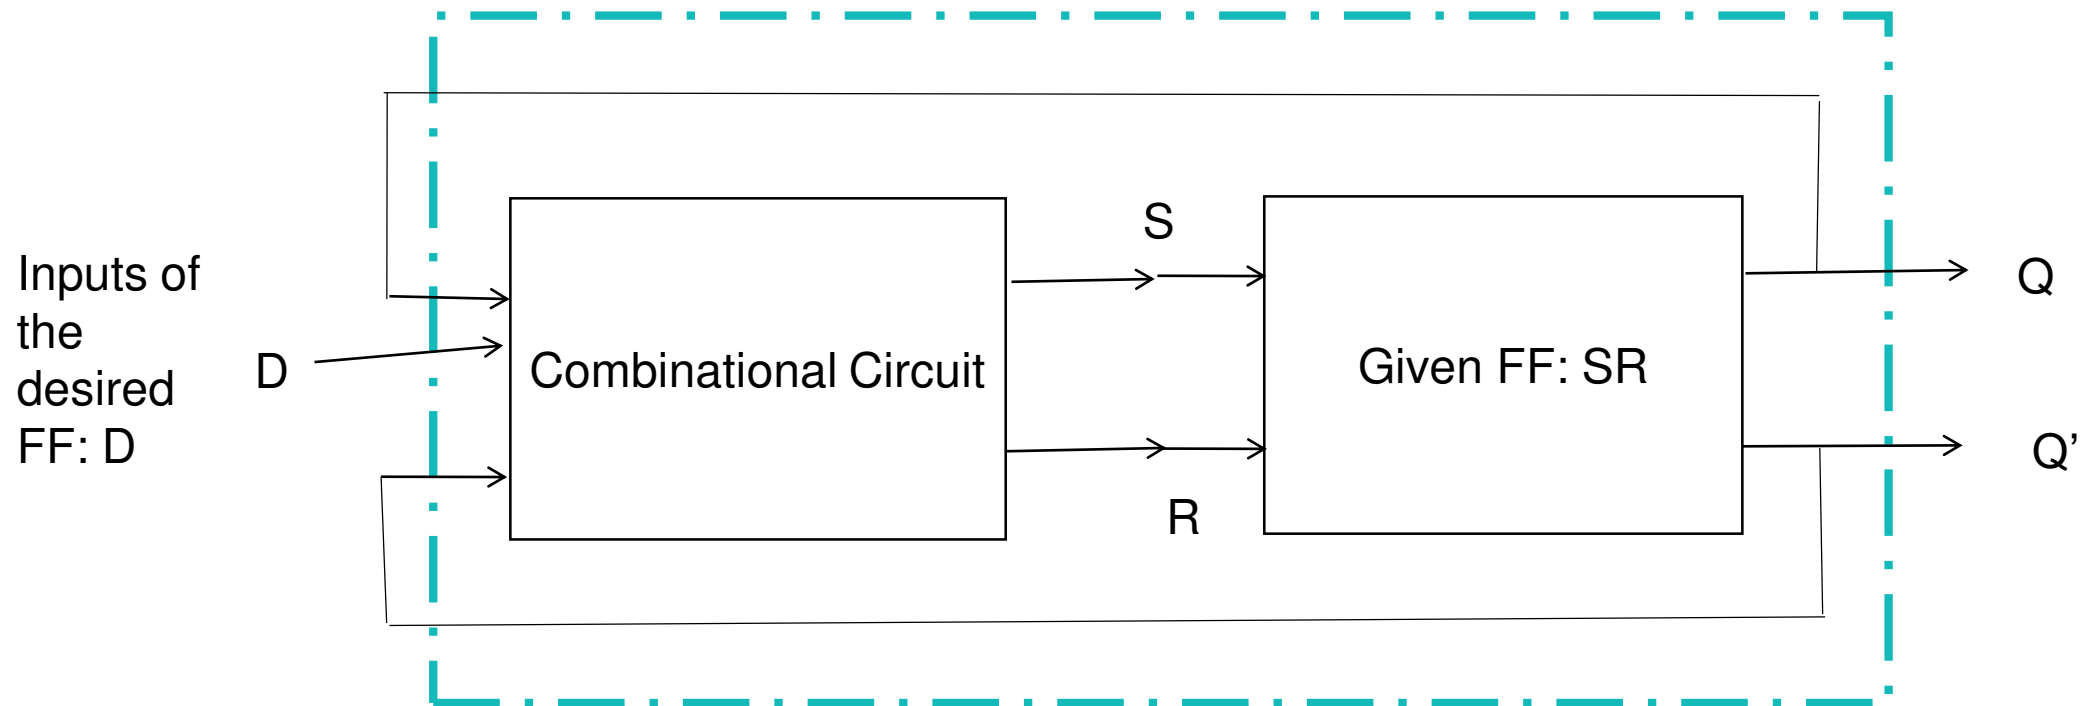 Inputs of
the
desired
FF: D
D
Combinational Circuit
S
R
Given FF: SR
Q
Q’